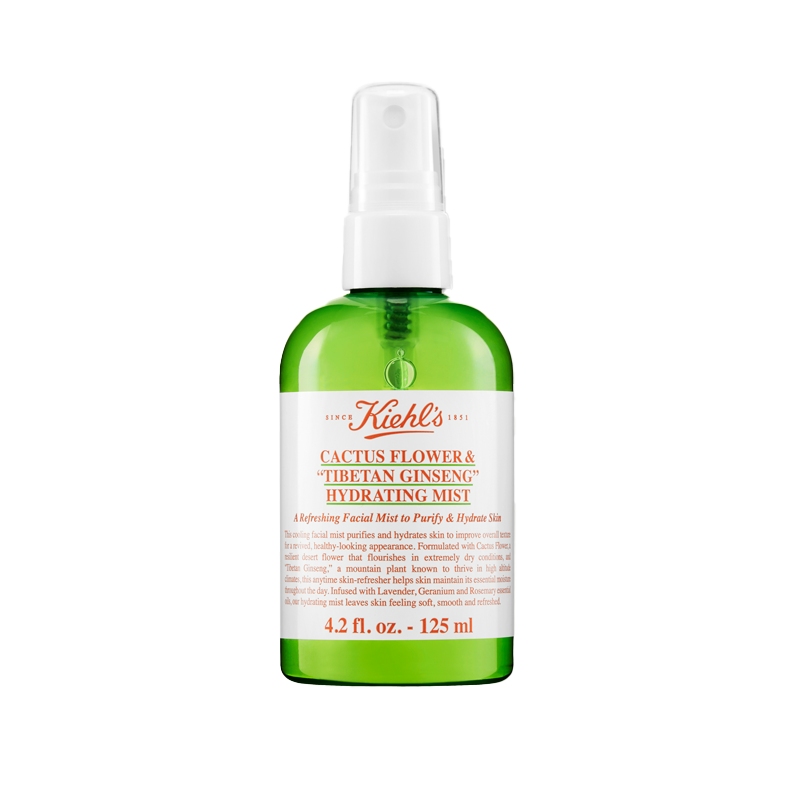 SINCE Kiehl's 1851
CACTUS FLOWER &
“TIBETAN GINSENG”
HYDRATING MIST
A Refreshing Facial Mist to Purify & Hydrate Skin
This cooling facial mist purifies and hydrates skin to improve overall texture
for a revived, healthy-looking appearance. Formulated with Cactus Flower, a
resilient desert flower that flourishes in extremely dry conditions, and
“Tibetan Ginseng,” a mountain plant known to thrive in high altitude
climates, this anytime skin-refresher helps skin maintain its essential moisture
throughout the day. Infused with Lavender, Geranium and Rosemary essential
oils, our hydrating mist leaves skin feeling soft, smooth and refreshed.
4.2 fl. oz. - 125 ml